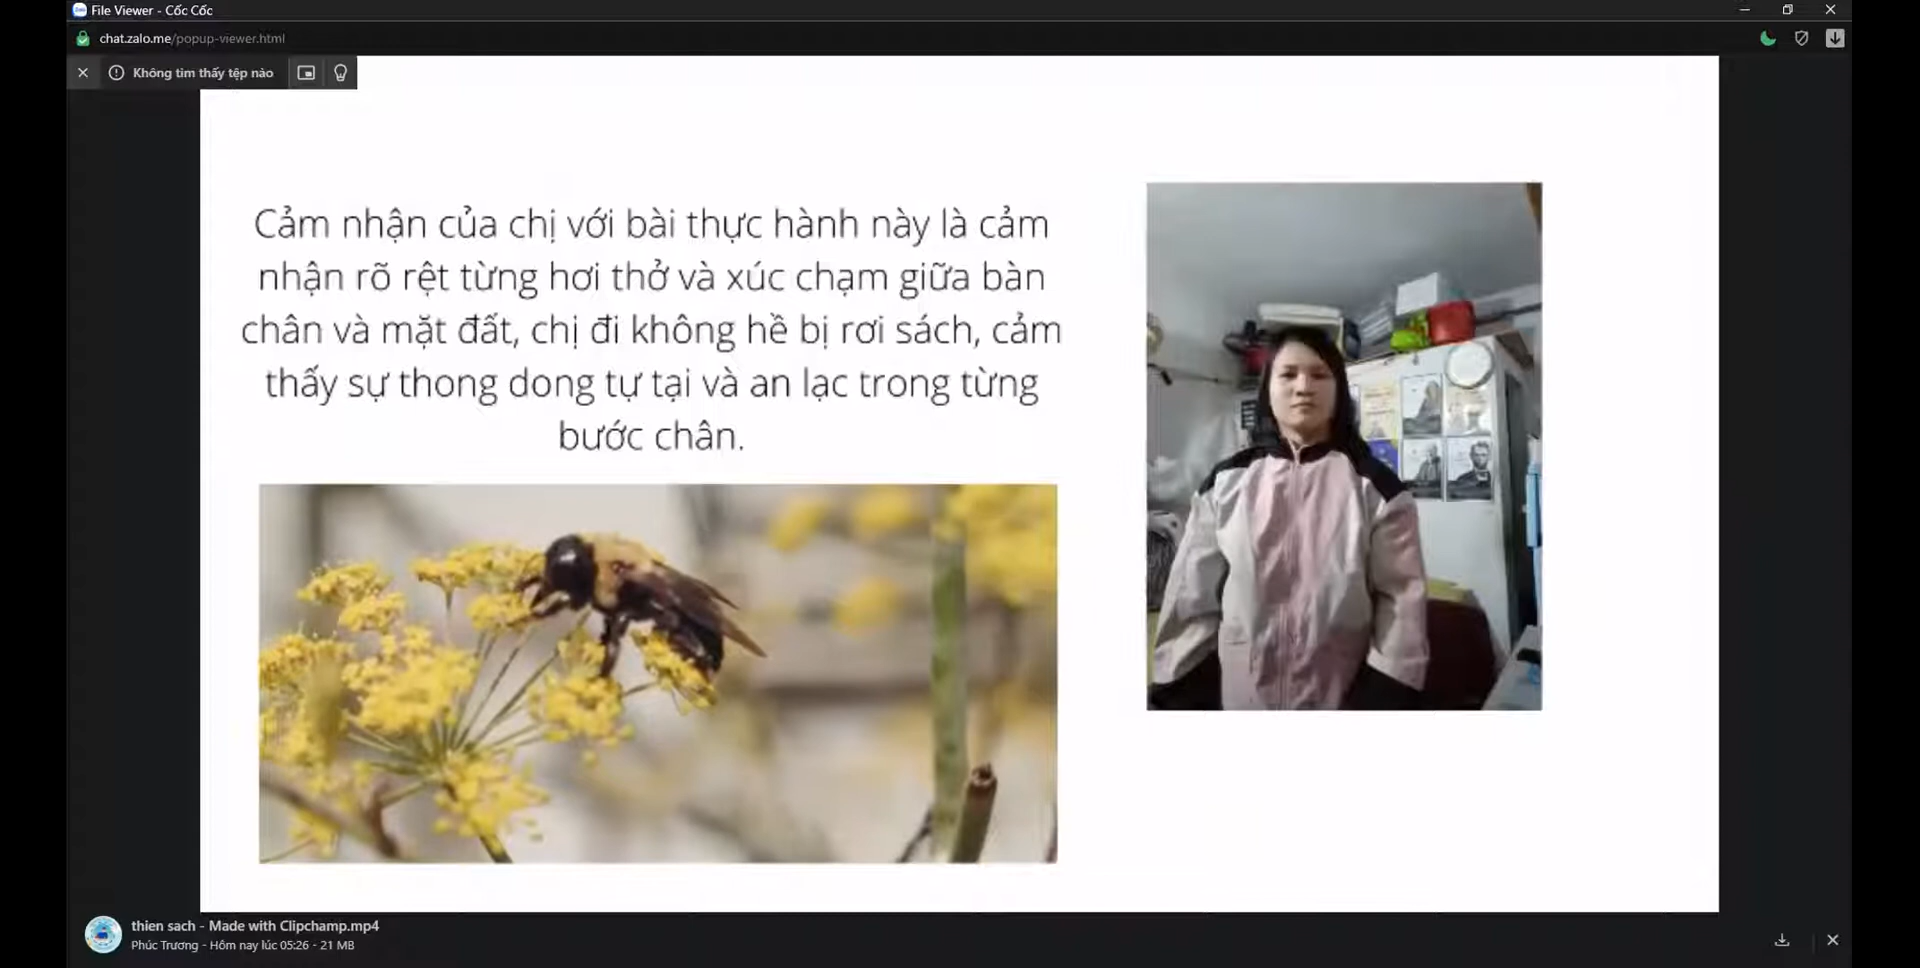 File Viewer - Cốc Cốc
chat.zalo.me/popup-viewer.html
Không tìm thấy tệp nào
Cảm nhận của chị với bài thực hành này là cảm
nhận rõ rệt từng hơi thở và xúc chạm giữa bàn
chân và mặt đất, chị đi không hề bị rơi sách, cảm
thấy sự thong dong tự tại và an lạc trong từng
bước chân.
thien sach - Made with Clipchamp.mp4
Phúc Trương - Hôm nay lúc 05:26 - 21 MB